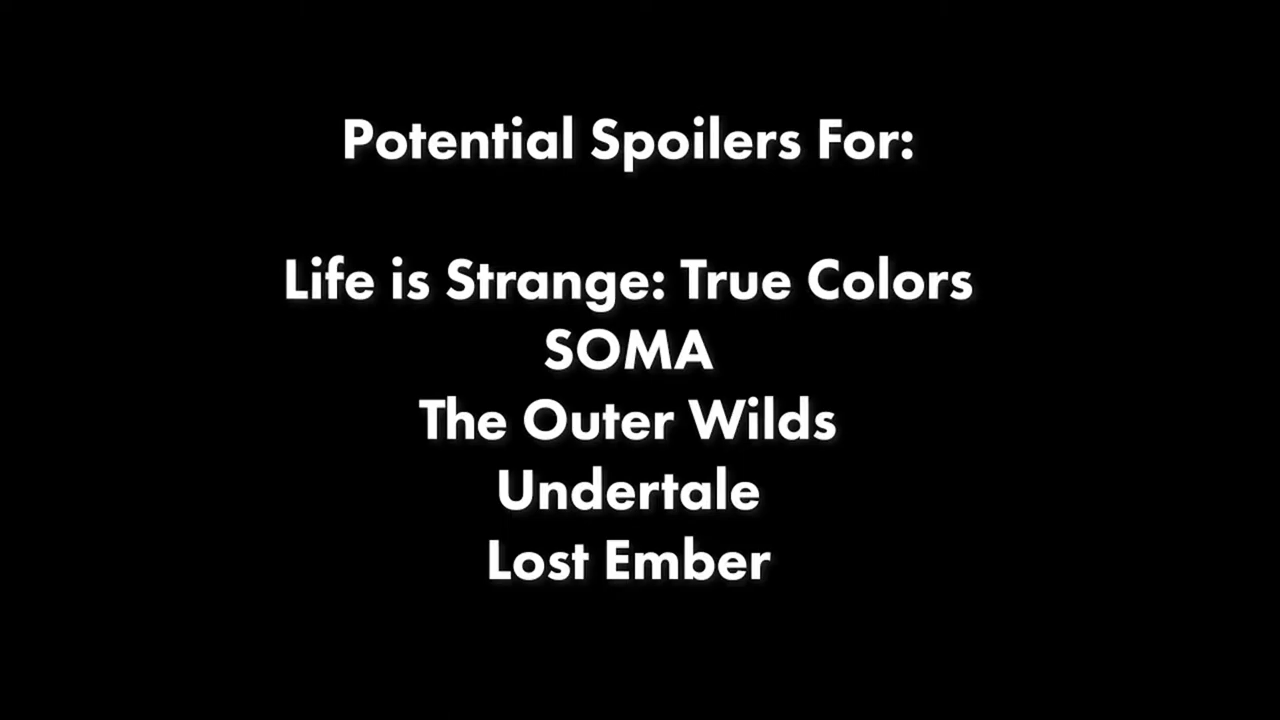 Potential Spoilers For:
Life is Strange: True Colors
SOMA
The Outer Wilds
Undertale
Lost Ember